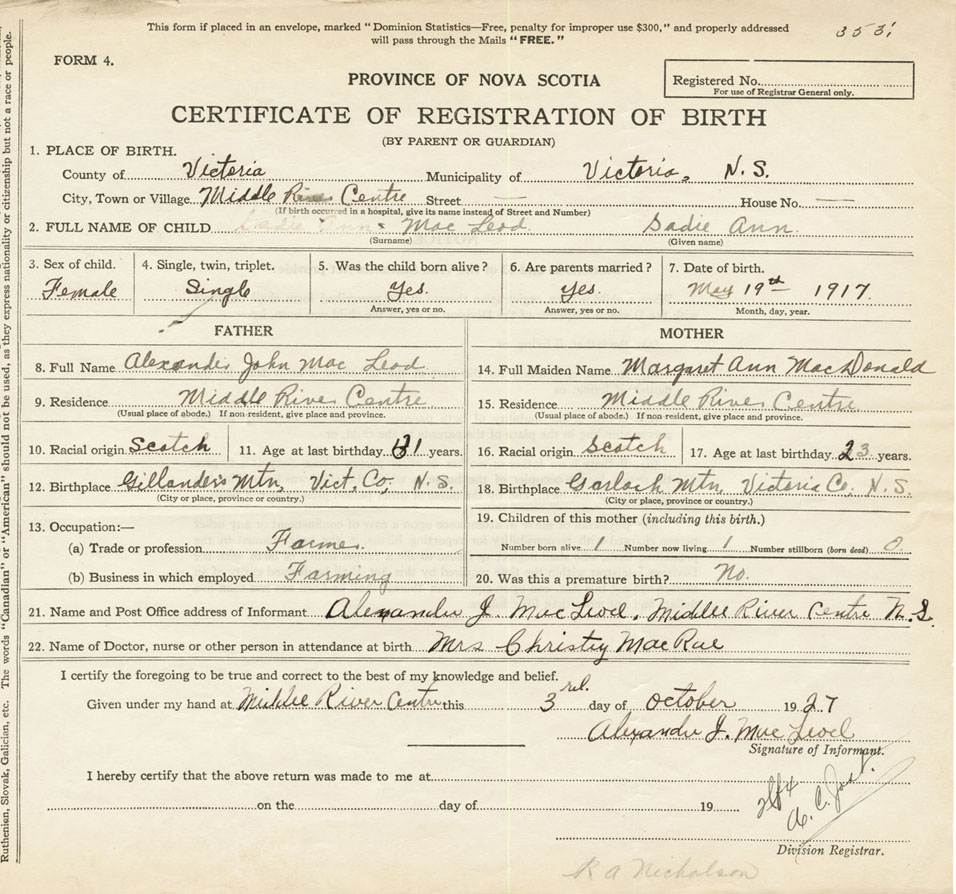 This form if placed in an envelope, marked "Dominion Statistics—Free, penalty for improper use $300," and properly addressed
will pass through the Mails "FREE."
FORM 4.
PROVINCE OF NOVA SCOTIA
Registered No.
For use of Registrar General only.
CERTIFICATE OF REGISTRATION OF BIRTH
(BY PARENT OR GUARDIAN)
1. PLACE OF BIRTH.
County of Victoria Municipality of Victoria, N. S.
City, Town or Village Middle River Centre Street — House No. —
(If birth occurred in a hospital, give its name instead of Street and Number)
2. FULL NAME OF CHILD Mac Leod Sadie Ann.
(Surname) (Given name)
3. Sex of child. 4. Single, twin, triplet. 5. Was the child born alive? 6. Are parents married? 7. Date of birth.
Female Single Yes. Yes. May 19th 1917.
Answer, yes or no. Answer, yes or no. Month, day, year.
FATHER
8. Full Name Alexander John Mac Leod
9. Residence Middle River Centre
(Usual place of abode.) If non resident, give place and province.
10. Racial origin Scotch 11. Age at last birthday 31 years.
12. Birthplace Gillander's Mtn, Vict. Co; N. S.
(City or place, province or country.)
13. Occupation:—
(a) Trade or profession Farmer.
(b) Business in which employed Farming
MOTHER
14. Full Maiden Name Margaret Ann MacDonald
15. Residence Middle River Centre
(Usual place of abode.) If non-resident, give place and province.
16. Racial origin Scotch 17. Age at last birthday 23 years.
18. Birthplace Mtn, Victoria Co, N. S.
(City or place, province or country.)
19. Children of this mother (including this birth.)
Number born alive 1 Number now living 1 Number stillborn (born dead) 0.
20. Was this a premature birth? No.
21. Name and Post Office address of Informant Alexander J. MacLeod, Middle River Centre N. S.
22. Name of Doctor, nurse or other person in attendance at birth Mrs Christy MacRae
I certify the foregoing to be true and correct to the best of my knowledge and belief.
Given under my hand at Middle River Centre this 3rd. day of October 1927
Alexander J. MacLeod
Signature of Informant.
I hereby certify that the above return was made to me at
on the day of 19
Division Registrar.
R A Nicholson
Ruthenian, Slovak, Galician, etc. The words "Canadian" or "American" should not be used, as they express nationality or citizenship but not a race or people.